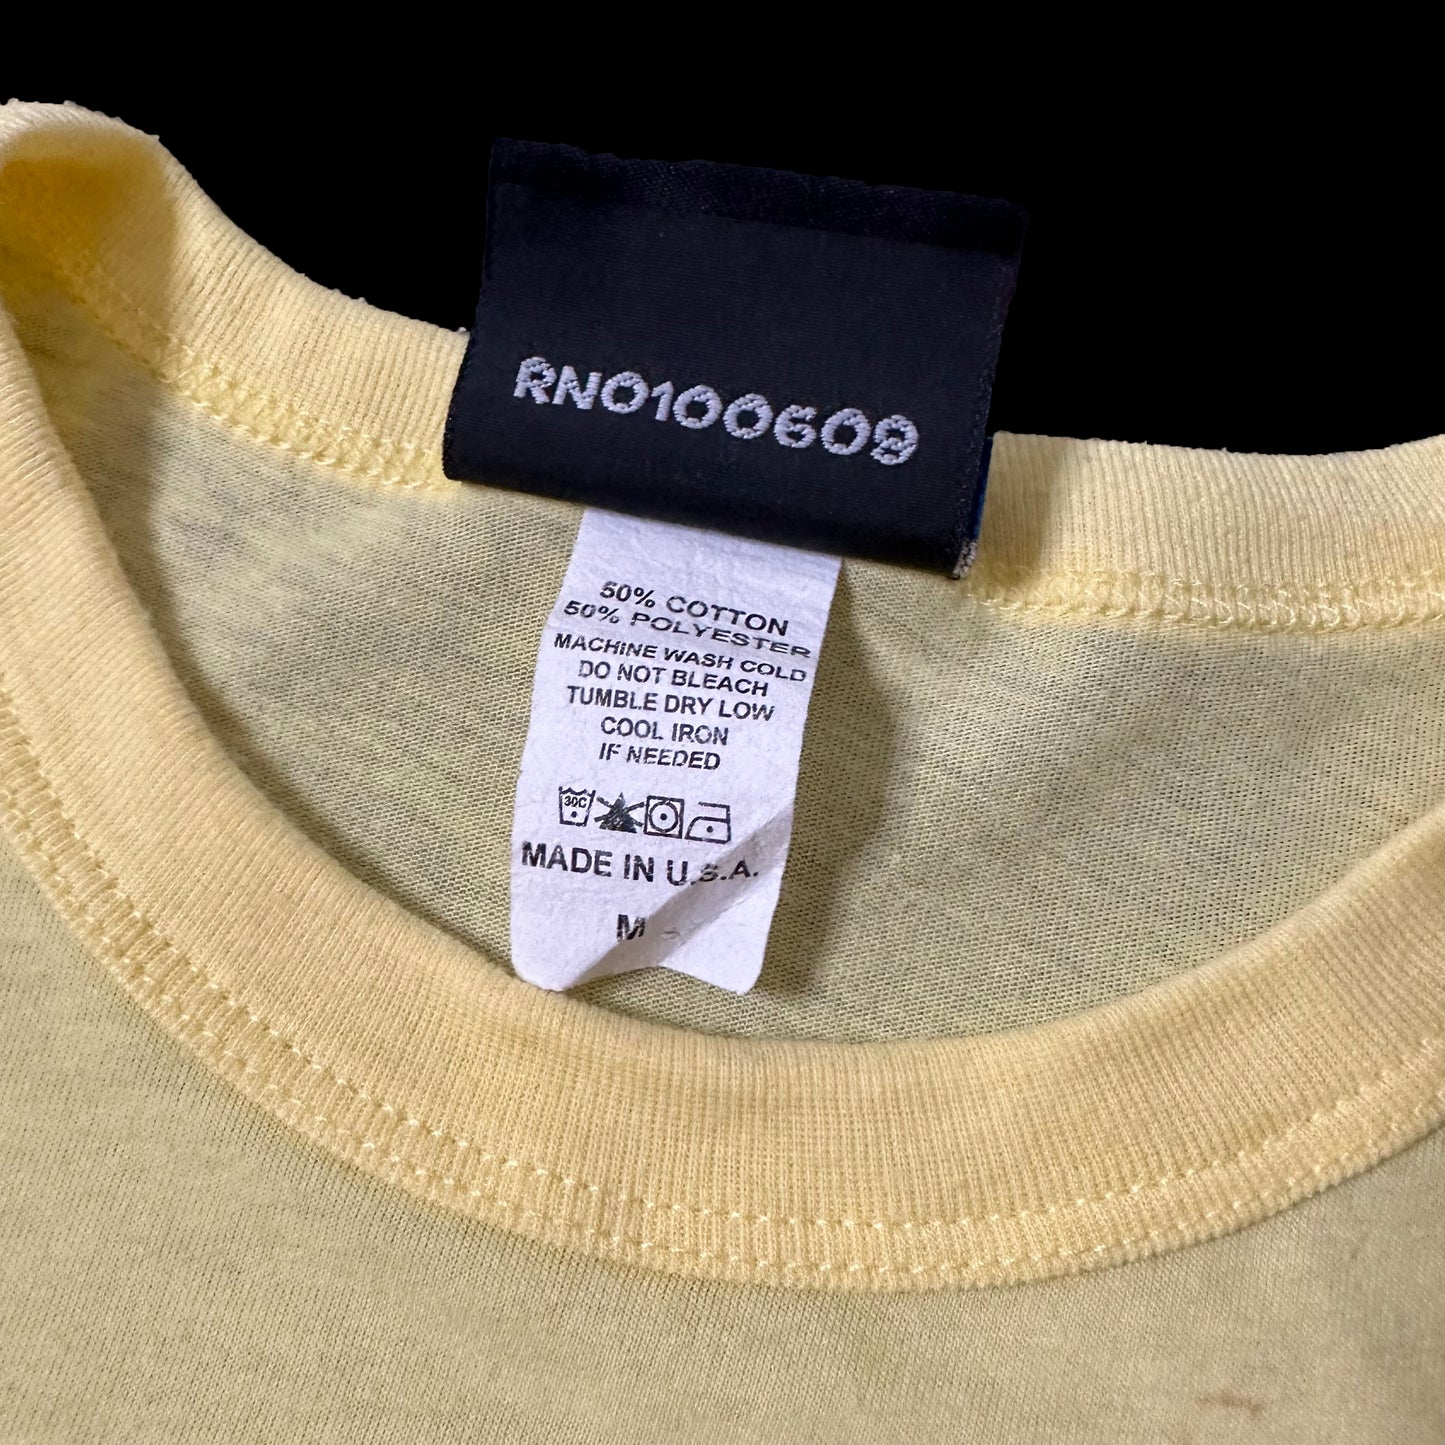 RN0100609
50% COTTON
50% POLYESTER
MACHINE WASH COLD
DO NOT BLEACH
TUMBLE DRY LOW
COOL IRON
IF NEEDED
30C
MADE IN U.S.A.
M